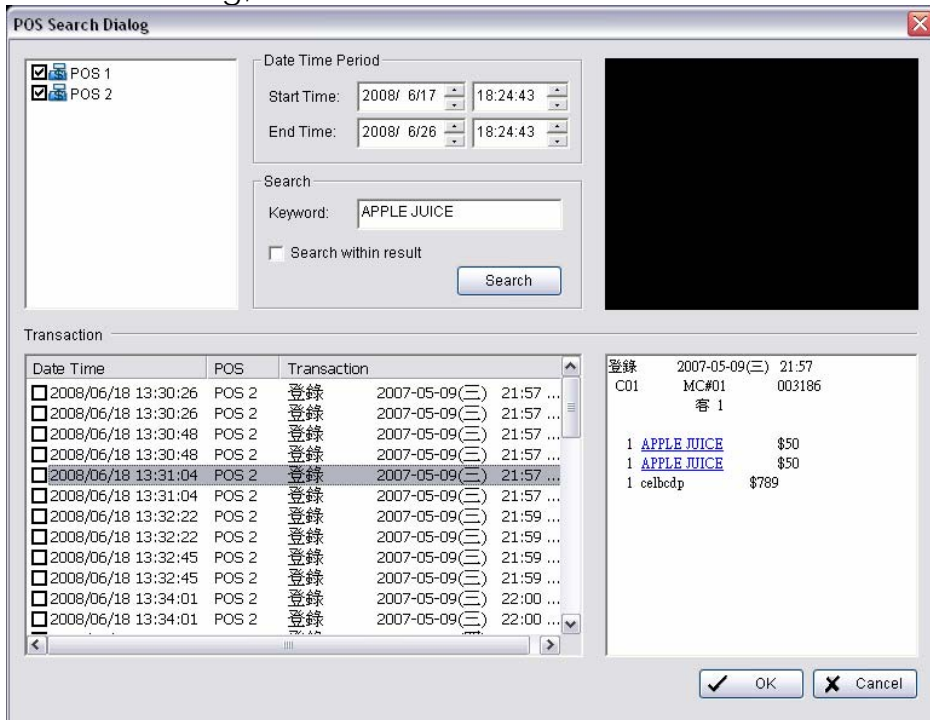 POS Search Dialog
POS 1
POS 2
Date Time Period
Start Time: 2008/ 6/17 18:24:43
End Time: 2008/ 6/26 18:24:43
Search
Keyword: APPLE JUICE
Search within result
Search
Transaction
Date Time POS Transaction
2008/06/18 13:30:26 POS 2 登錄 2007-05-09(三) 21:57 ...
2008/06/18 13:30:26 POS 2 登錄 2007-05-09(三) 21:57 ...
2008/06/18 13:30:48 POS 2 登錄 2007-05-09(三) 21:57 ...
2008/06/18 13:30:48 POS 2 登錄 2007-05-09(三) 21:57 ...
2008/06/18 13:31:04 POS 2 登錄 2007-05-09(三) 21:57 ...
2008/06/18 13:31:04 POS 2 登錄 2007-05-09(三) 21:57 ...
2008/06/18 13:32:22 POS 2 登錄 2007-05-09(三) 21:59 ...
2008/06/18 13:32:22 POS 2 登錄 2007-05-09(三) 21:59 ...
2008/06/18 13:32:45 POS 2 登錄 2007-05-09(三) 21:59 ...
2008/06/18 13:32:45 POS 2 登錄 2007-05-09(三) 21:59 ...
2008/06/18 13:34:01 POS 2 登錄 2007-05-09(三) 22:00 ...
2008/06/18 13:34:01 POS 2 登錄 2007-05-09(三) 22:00 ...
登錄 2007-05-09(三) 21:57
C01 MC#01 003186
客 1
1 APPLE JUICE $50
1 APPLE JUICE $50
1 celbcdp $789
OK Cancel